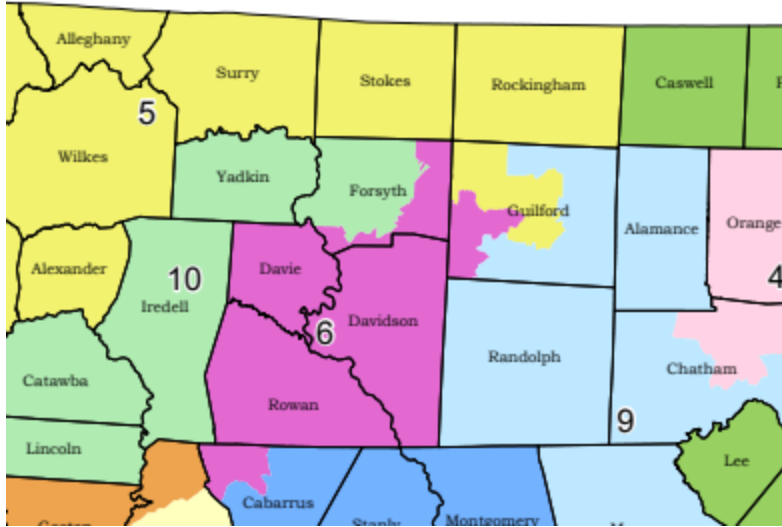 Alleghany
Surry
Stokes
Rockingham
Caswell
5
Wilkes
Yadkin
Forsyth
Guilford
Alamance
Orange
4
Alexander
10
Iredell
Davie
6
Davidson
Randolph
Chatham
9
Catawba
Rowan
Lincoln
Lee
Cabarrus
Stanly
Montgomery